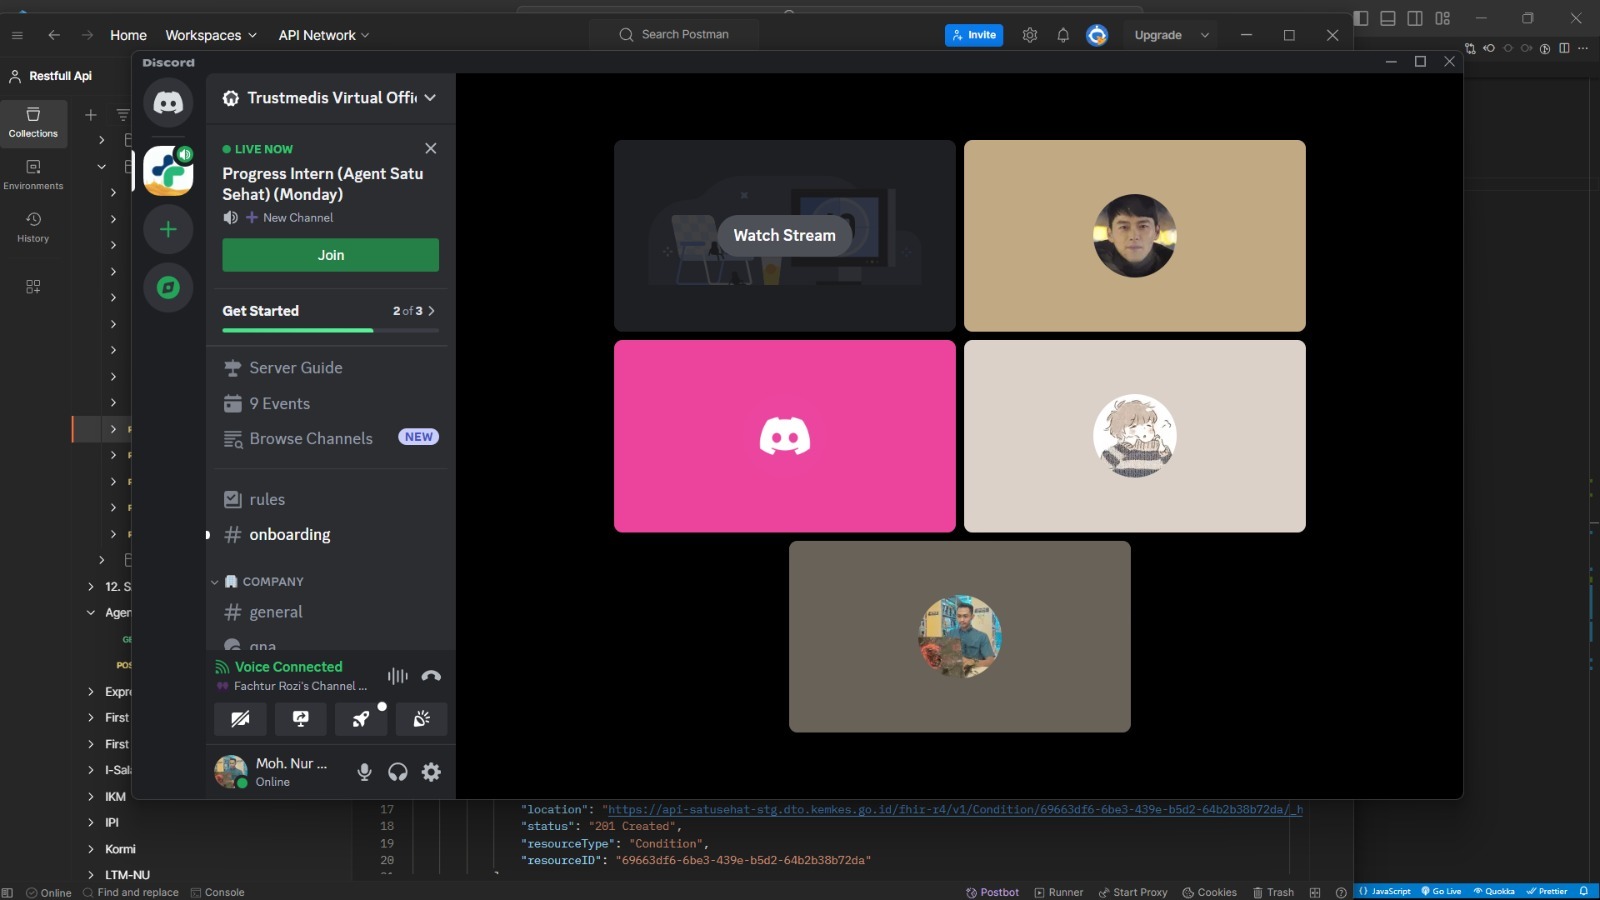 Home
Workspaces
API Network
Search Postman
Invite
Upgrade
Restfull Api
Collections
Environments
History
12. S
Agen
GE
POS
Expre
First
First
I-Sala
IKM
IPI
Kormi
LTM-NU
Discord
Trustmedis Virtual Offi
LIVE NOW
Progress Intern (Agent Satu
Sehat) (Monday)
New Channel
Join
Get Started
2 of 3
Server Guide
9 Events
Browse Channels
NEW
rules
onboarding
COMPANY
general
qna
Voice Connected
Fachtur Rozi's Channel ...
Moh. Nur ...
Online
Watch Stream
17 "location": "https://api-satusehat-stg.dto.kemkes.go.id/fhir-r4/v1/Condition/69663df6-6be3-439e-b5d2-64b2b38b72da/_h
18 "status": "201 Created",
19 "resourceType": "Condition",
20 "resourceID": "69663df6-6be3-439e-b5d2-64b2b38b72da"
Online
Find and replace
Console
Postbot
Runner
Start Proxy
Cookies
Trash
JavaScript
Go Live
Quokka
Prettier